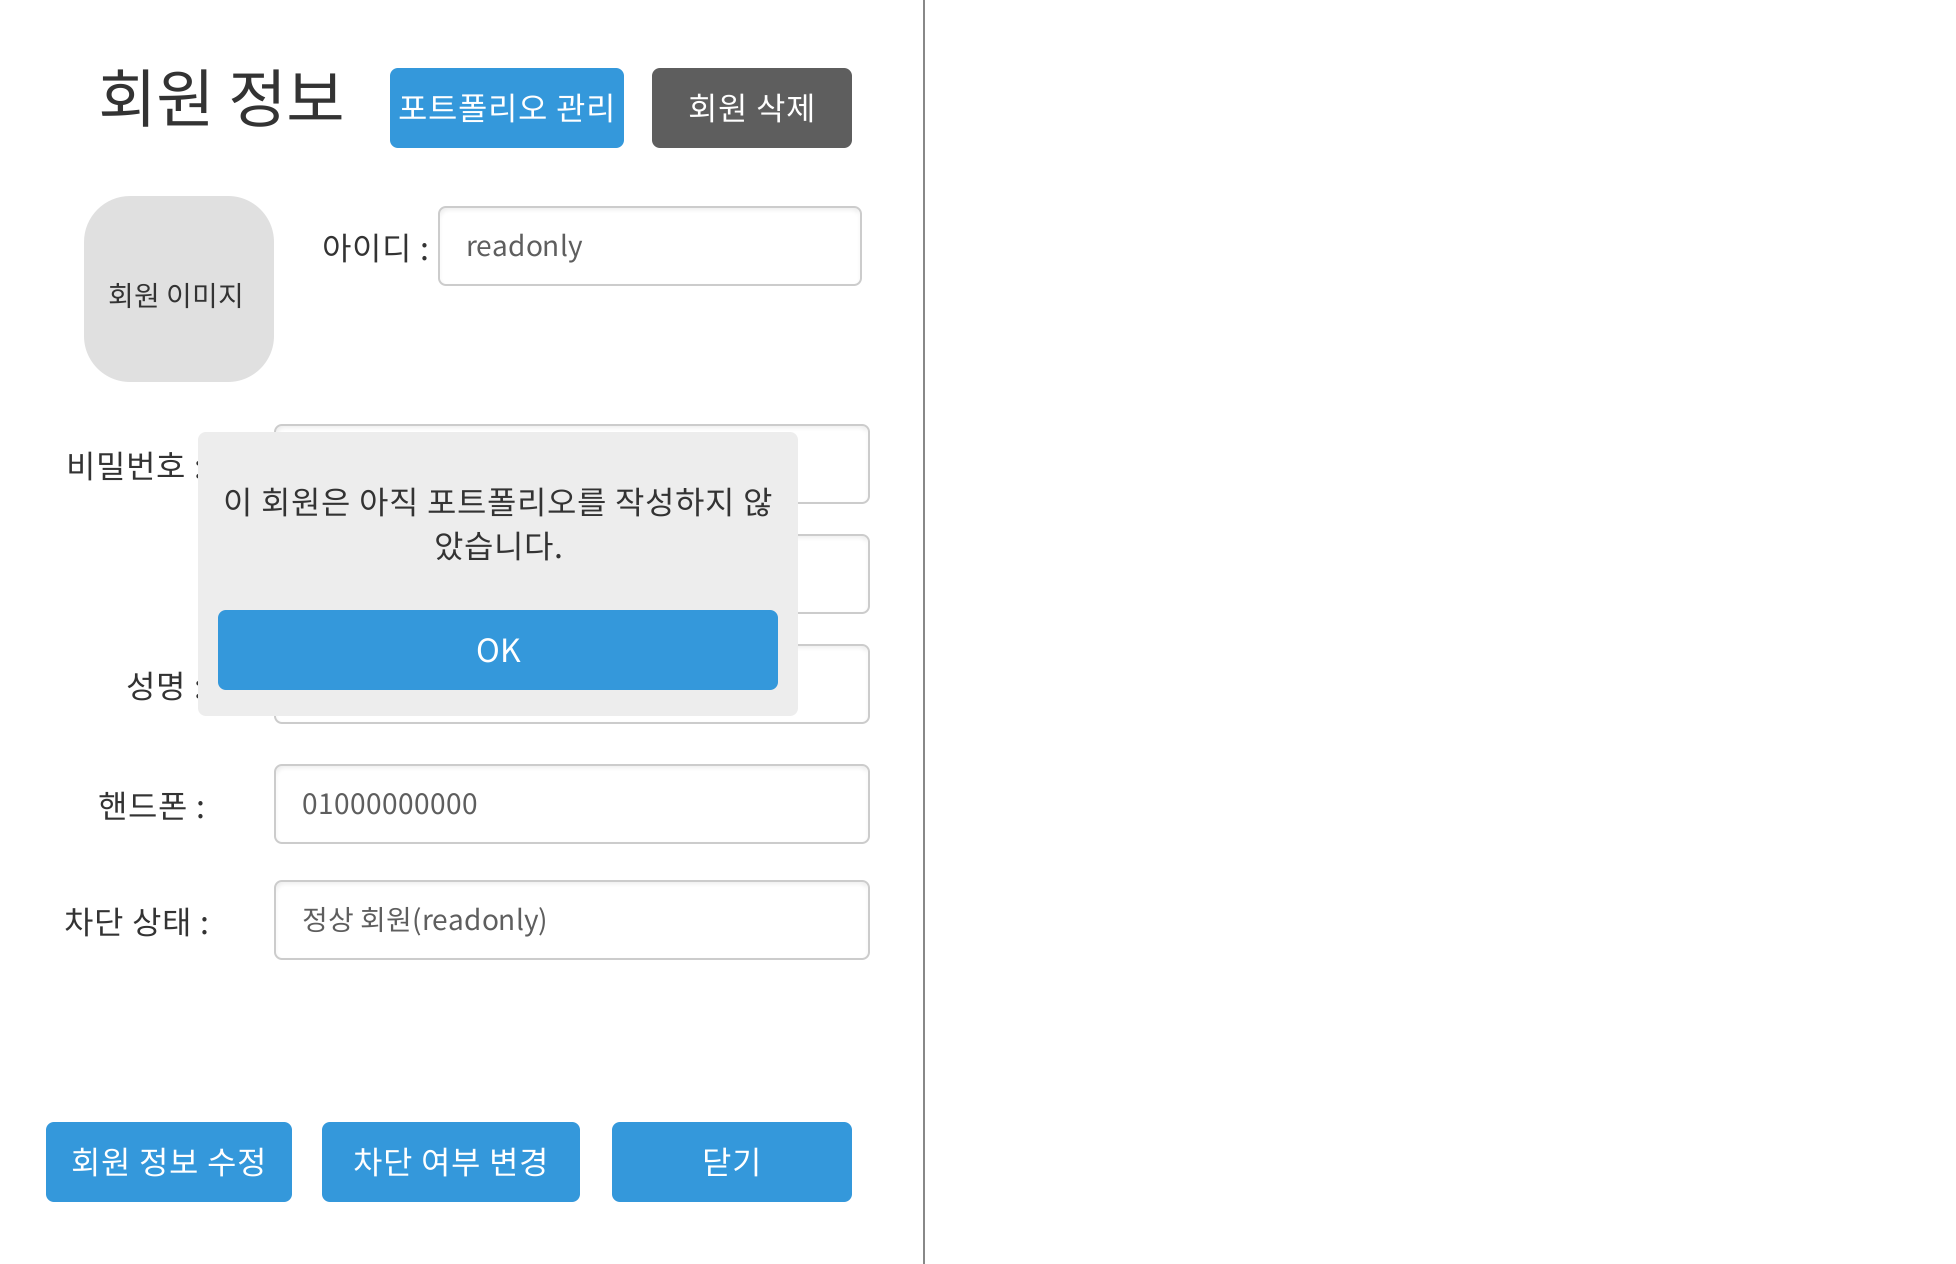 회원 정보
포트폴리오 관리
회원 삭제
회원 이미지
아이디 :
readonly
비밀번호 :
이 회원은 아직 포트폴리오를 작성하지 않
았습니다.
OK
성명 :
핸드폰 :
01000000000
차단 상태 :
정상 회원(readonly)
회원 정보 수정
차단 여부 변경
닫기